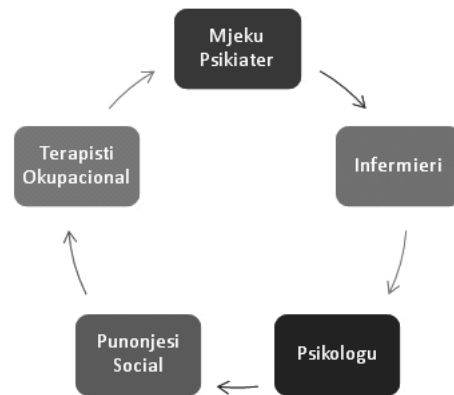 Mjeku
Psikiater
Infermieri
Psikologu
Punonjesi
Social
Terapisti
Okupacional